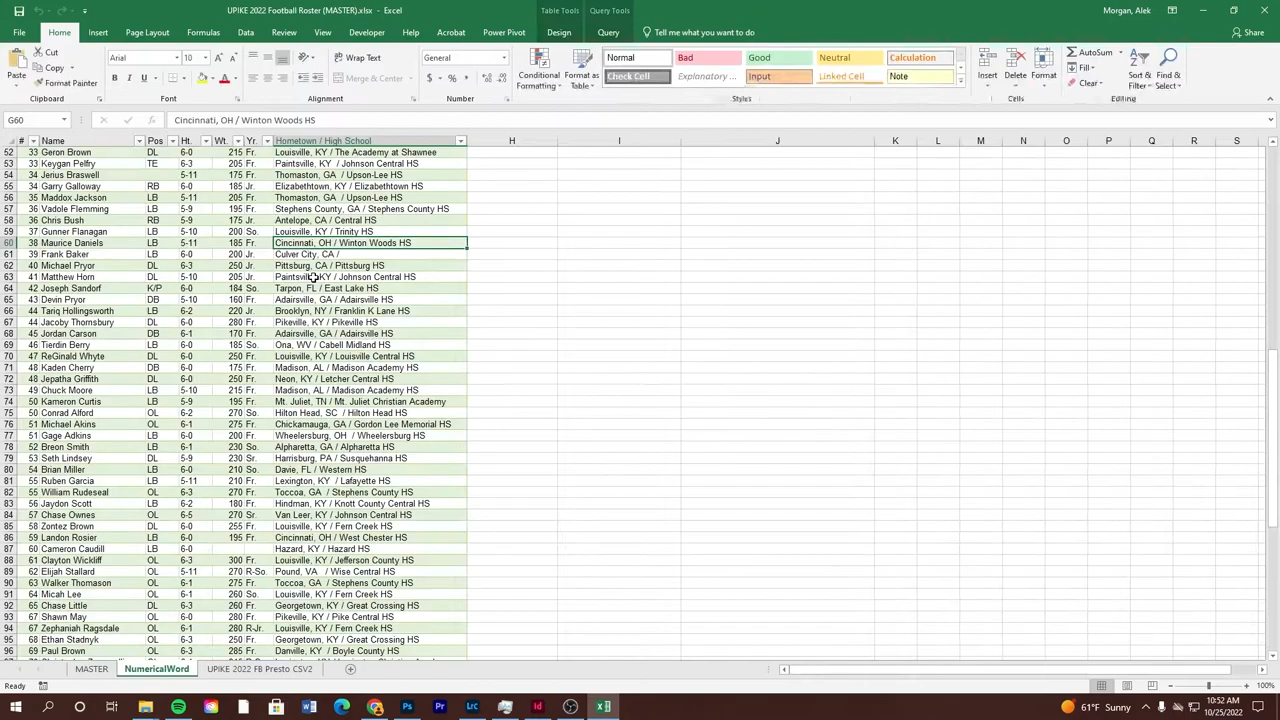 UPIKE 2022 Football Roster (MASTER).xlsx - Excel
Table Tools
Query Tools
Morgan, Alek
File Home Insert Page Layout Formulas Data Review View Developer Help Acrobat Power Pivot Design Query Tell me what you want to do Share
Paste Cut Copy Format Painter Clipboard
Arial 10 B I U Font
Wrap Text Merge & Center Alignment
General $ % Number
Conditional Formatting Format as Table
Normal Bad Good Neutral Calculation
Check Cell Explanatory ... Input Linked Cell Note
Styles
Insert Delete Format Cells
AutoSum Fill Clear Sort & Filter Find & Select Editing
G60 Cincinnati, OH / Winton Woods HS
# Name Pos Ht. Wt. Yr. Hometown / High School H I J K L M N O P Q R S T
52 33 Geron Brown DL 6-0 215 Fr. Louisville, KY / The Academy at Shawnee
53 33 Keygan Pelfry TE 6-3 205 Fr. Paintsville, KY / Johnson Central HS
54 34 Jerius Braswell 5-11 175 Fr. Thomaston, GA / Upson-Lee HS
55 34 Garry Galloway RB 6-0 185 Jr. Elizabethtown, KY / Elizabethtown HS
56 35 Maddox Jackson LB 5-11 205 Fr. Thomaston, GA / Upson-Lee HS
57 36 Vadole Flemming LB 5-9 195 Fr. Stephens County, GA / Stephens County HS
58 36 Chris Bush RB 5-9 175 Jr. Antelope, CA / Central HS
59 37 Gunner Flanagan LB 5-10 200 So. Louisville, KY / Trinity HS
60 38 Maurice Daniels LB 5-11 185 Fr. Cincinnati, OH / Winton Woods HS
61 39 Frank Baker LB 6-0 200 Jr. Culver City, CA /
62 40 Michael Pryor DL 6-3 250 Jr. Pittsburg, CA / Pittsburg HS
63 41 Matthew Horn DL 5-10 205 Jr. Paintsville, KY / Johnson Central HS
64 42 Joseph Sandorf K/P 6-0 184 So. Tarpon, FL / East Lake HS
65 43 Devin Pryor DB 5-10 160 Fr. Adairsville, GA / Adairsville HS
66 44 Tariq Hollingsworth LB 6-2 220 Jr. Brooklyn, NY / Franklin K Lane HS
67 44 Jacoby Thornsbury DL 6-0 280 Fr. Pikeville, KY / Pikeville HS
68 45 Jordan Carson DB 6-1 170 Fr. Adairsville, GA / Adairsville HS
69 46 Tierdin Berry LB 6-0 185 So. Ona, WV / Cabell Midland HS
70 47 ReGinald Whyte DL 6-0 250 Fr. Louisville, KY / Louisville Central HS
71 48 Kaden Cherry DB 6-0 175 Fr. Madison, AL / Madison Academy HS
72 48 Jepatha Griffith DL 6-0 250 Fr. Neon, KY / Letcher Central HS
73 49 Chuck Moore LB 5-10 215 Fr. Madison, AL / Madison Academy HS
74 50 Kameron Curtis LB 5-9 195 Fr. Mt. Juliet, TN / Mt. Juliet Christian Academy
75 50 Conrad Alford OL 6-2 270 So. Hilton Head, SC / Hilton Head HS
76 51 Michael Akins OL 6-1 275 Fr. Chickamauga, GA / Gordon Lee Memorial HS
77 51 Gage Adkins LB 6-0 200 Fr. Wheelersburg, OH / Wheelersburg HS
78 52 Breon Smith LB 6-1 230 So. Alpharetta, GA / Alpharetta HS
79 53 Seth Lindsey DL 5-9 230 Sr. Harrisburg, PA / Susquehanna HS
80 54 Brian Miller LB 6-0 210 So. Davie, FL / Western HS
81 55 Ruben Garcia LB 5-11 210 Fr. Lexington, KY / Lafayette HS
82 55 William Rudeseal OL 6-3 270 Fr. Toccoa, GA / Stephens County HS
83 56 Jaydon Scott LB 6-2 180 Fr. Hindman, KY / Knott County Central HS
84 57 Chase Ownes OL 6-5 270 Sr. Van Leer, KY / Johnson Central HS
85 58 Zontez Brown DL 6-0 255 Fr. Louisville, KY / Fern Creek HS
86 59 Landon Rosier LB 6-0 195 Fr. Cincinnati, OH / West Chester HS
87 60 Cameron Caudill LB 6-0 Hazard, KY / Hazard HS
88 61 Clayton Wickliff OL 6-3 300 Fr. Louisville, KY / Jefferson County HS
89 62 Elijah Stallard OL 5-11 270 R-So. Pound, VA / Wise Central HS
90 63 Walker Thomason OL 6-1 275 Fr. Toccoa, GA / Stephens County HS
91 64 Micah Lee OL 6-1 260 So. Louisville, KY / Fern Creek HS
92 65 Chase Little DL 6-3 260 Fr. Georgetown, KY / Great Crossing HS
93 67 Shawn May OL 6-0 280 Fr. Pikeville, KY / Pike Central HS
94 67 Zephaniah Ragsdale OL 6-1 280 R-Jr. Louisville, KY / Fern Creek HS
95 68 Ethan Stadnyk OL 6-3 250 Fr. Georgetown, KY / Great Crossing HS
96 69 Paul Brown OL 6-3 285 Fr. Danville, KY / Boyle County HS
MASTER NumericalWord UPIKE 2022 FB Presto CSV2
Ready 100%
61°F Sunny 10:52 AM
10/25/2022